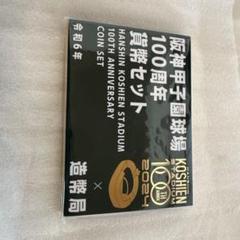 阪神甲子園球場
100周年
貨幣セット
HANSHIN KOSHIEN STADIUM
100TH ANNIVERSARY
COIN SET
令和6年
KOSHIEN
STADIUM
100TH
2024
×
造幣局